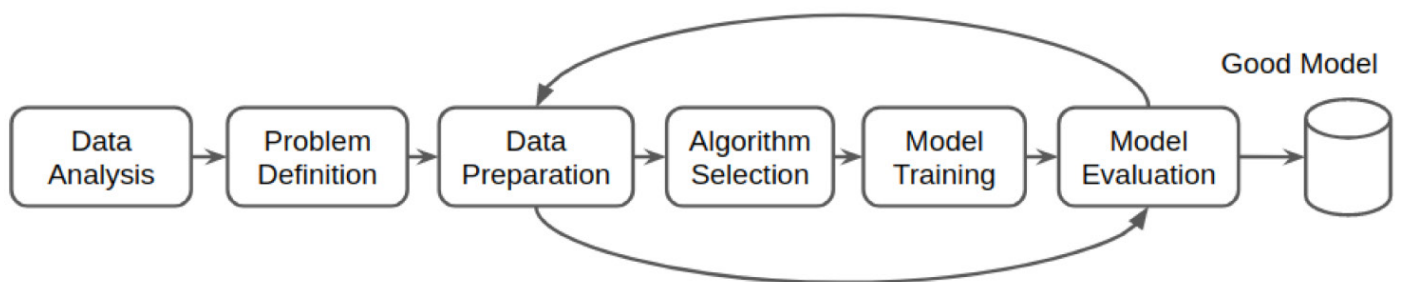 Good Model
Data
Analysis
Problem
Definition
Data
Preparation
Algorithm
Selection
Model
Training
Model
Evaluation